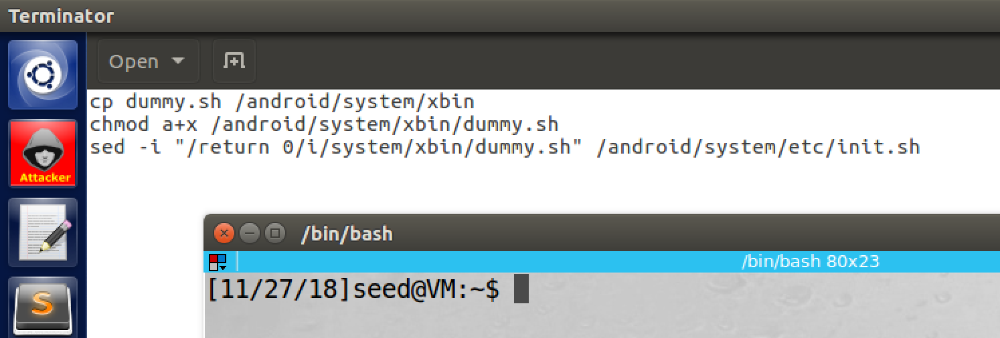 Terminator
Open
cp dummy.sh /android/system/xbin
chmod a+x /android/system/xbin/dummy.sh
sed -i "/return 0/i/system/xbin/dummy.sh" /android/system/etc/init.sh
Attacker
/bin/bash
/bin/bash 80x23
S
[11/27/18]seed@VM:~$